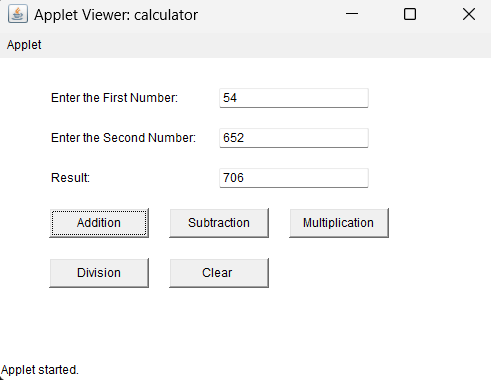 Applet Viewer: calculator
Applet
Enter the First Number: 54
Enter the Second Number: 652
Result: 706
Addition Subtraction Multiplication
Division Clear
Applet started.